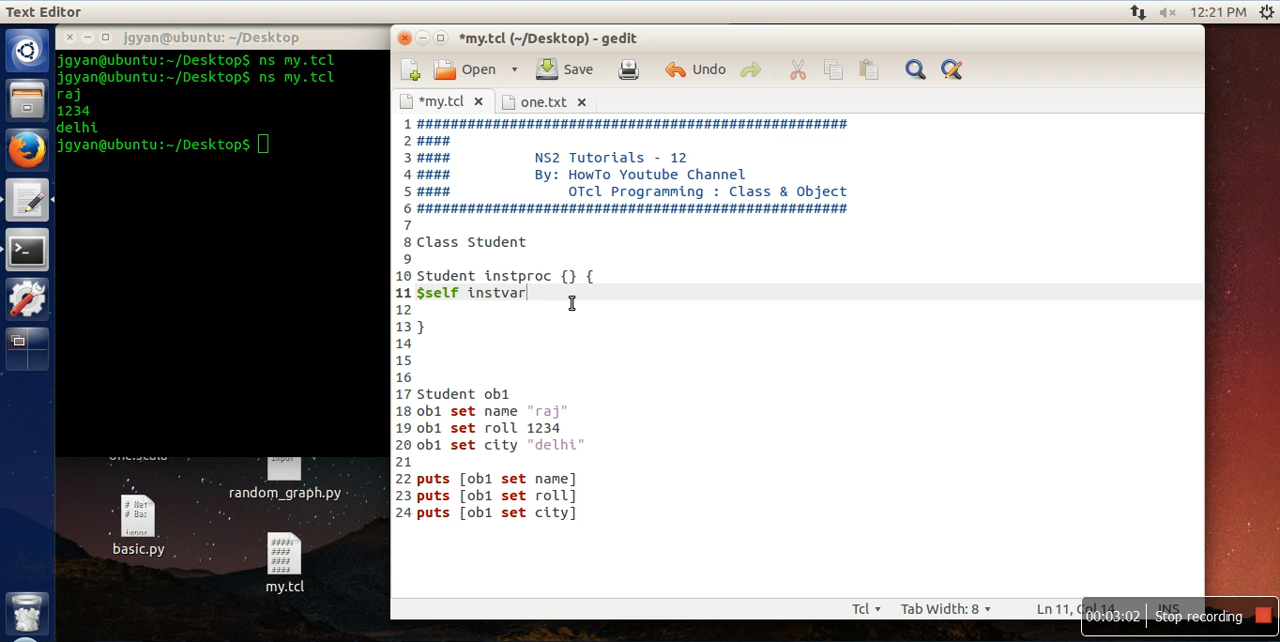 Text Editor
12:21 PM
jgyan@ubuntu: ~/Desktop
jgyan@ubuntu:~/Desktop$ ns my.tcl
jgyan@ubuntu:~/Desktop$ ns my.tcl
raj
1234
delhi
jgyan@ubuntu:~/Desktop$
random_graph.py
basic.py
my.tcl
*my.tcl (~/Desktop) - gedit
Open Save Undo
*my.tcl one.txt
1 ###################################################
2 ####
3 #### NS2 Tutorials - 12
4 #### By: HowTo Youtube Channel
5 #### OTcl Programming : Class & Object
6 ###################################################
7
8 Class Student
9
10 Student instproc {} {
11 $self instvar
12
13 }
14
15
16
17 Student ob1
18 ob1 set name "raj"
19 ob1 set roll 1234
20 ob1 set city "delhi"
21
22 puts [ob1 set name]
23 puts [ob1 set roll]
24 puts [ob1 set city]
Tcl Tab Width: 8 Ln 11, Col 14 INS
00:03:02 Stop recording